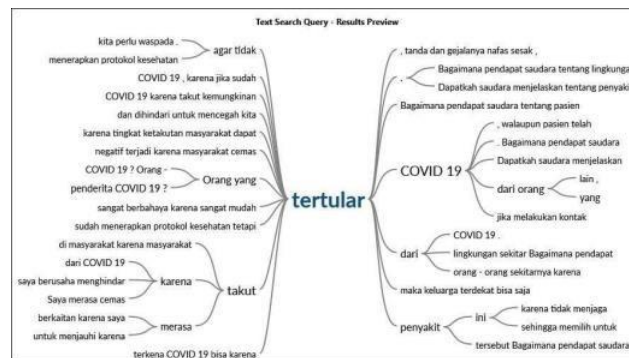 Text Search Query - Results Preview
kita perlu waspada .
menerapkan protokol kesehatan
agar tidak
COVID 19 , karena jika sudah
COVID 19 karena takut kemungkinan
dan dihindari untuk mencegah kita
karena tingkat ketakutan masyarakat dapat
negatif terjadi karena masyarakat cemas
COVID 19 ? Orang -
penderita COVID 19 ?
Orang yang
sangat berbahaya karena sangat mudah
sudah menerapkan protokol kesehatan tetapi
di masyarakat karena masyarakat
dari COVID 19
saya berusaha menghindar
Saya merasa cemas
karena
berkaitan karena saya
untuk menjauhi karena
merasa
takut
terkena COVID 19 bisa karena
tertular
, tanda dan gejalanya nafas sesak ,
.
Bagaimana pendapat saudara tentang lingkunga
Dapatkah saudara menjelaskan tentang penyaki
Bagaimana pendapat saudara tentang pasien
COVID 19
, walaupun pasien telah
. Bagaimana pendapat saudara
Dapatkah saudara menjelaskan
dari orang
lain ,
yang
jika melakukan kontak
dari
COVID 19 .
lingkungan sekitar Bagaimana pendapat
orang - orang sekitarnya karena
maka keluarga terdekat bisa saja
penyakit
ini
karena tidak menjaga
sehingga memilih untuk
tersebut Bagaimana pendapat saudara